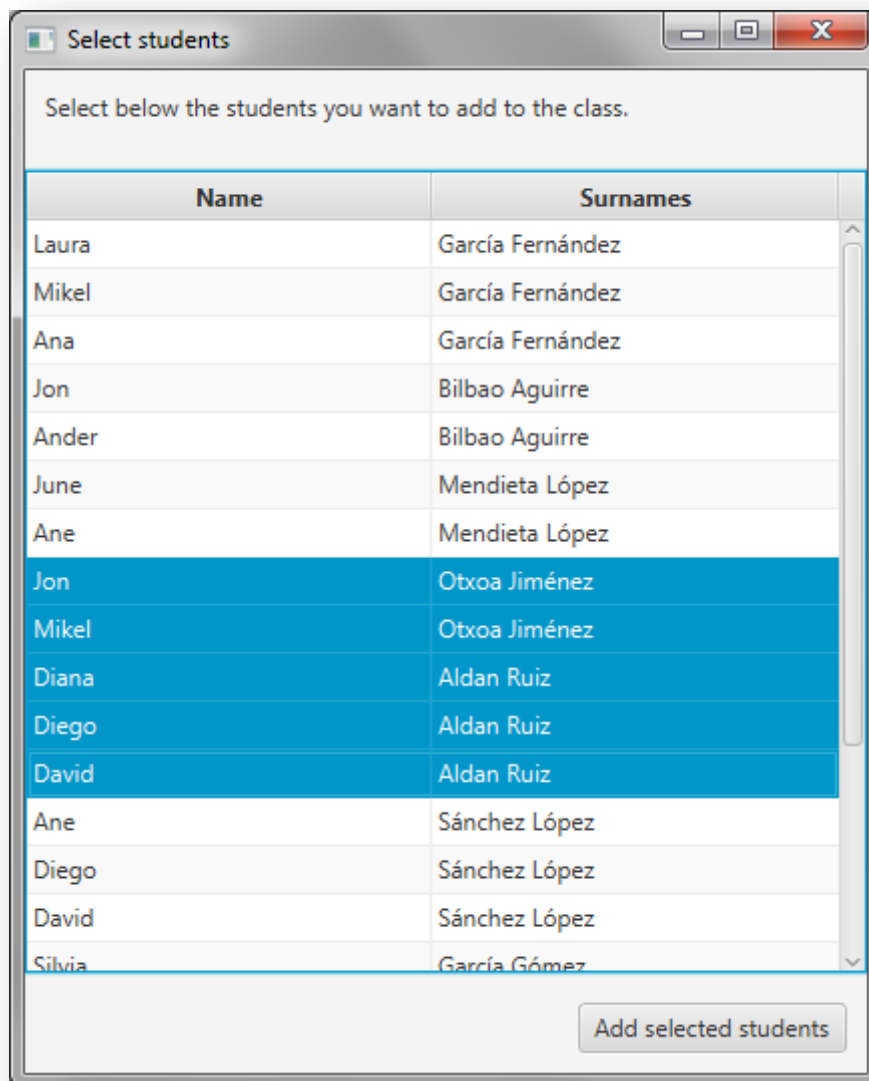 Select students
Select below the students you want to add to the class.
Name Surnames
Laura García Fernández
Mikel García Fernández
Ana García Fernández
Jon Bilbao Aguirre
Ander Bilbao Aguirre
June Mendieta López
Ane Mendieta López
Jon Otxoa Jiménez
Mikel Otxoa Jiménez
Diana Aldan Ruiz
Diego Aldan Ruiz
David Aldan Ruiz
Ane Sánchez López
Diego Sánchez López
David Sánchez López
Silvia García Gómez
Add selected students